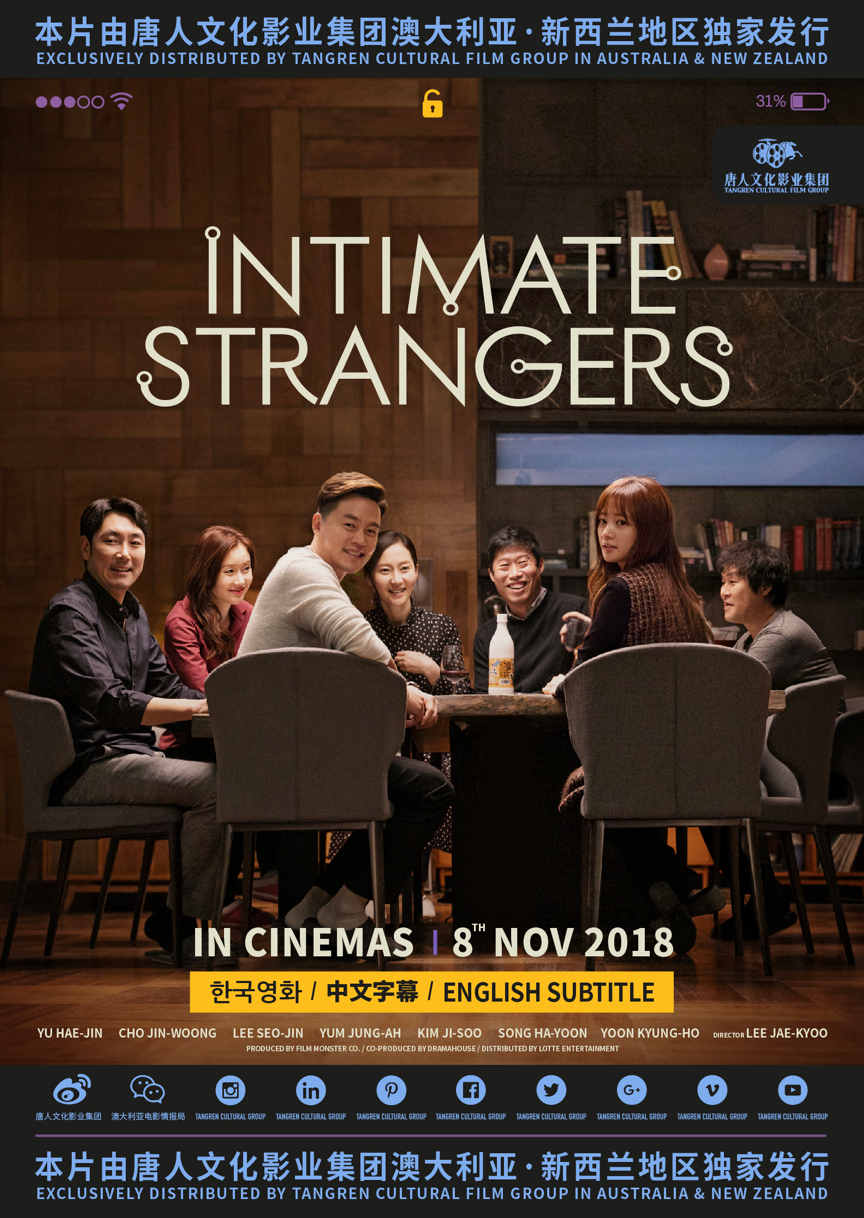 本片由唐人文化影业集团澳大利亚·新西兰地区独家发行
EXCLUSIVELY DISTRIBUTED BY TANGREN CULTURAL FILM GROUP IN AUSTRALIA & NEW ZEALAND
31%
唐人文化影业集团
TANGREN CULTURAL FILM GROUP
INTIMATE
STRANGERS
IN CINEMAS | 8TH NOV 2018
한국영화 / 中文字幕 / ENGLISH SUBTITLE
YU HAE-JIN CHO JIN-WOONG LEE SEO-JIN YUM JUNG-AH KIM JI-SOO SONG HA-YOON YOON KYUNG-HO DIRECTOR LEE JAE-KYOO
PRODUCED BY FILM MONSTER CO. / CO-PRODUCED BY DRAMAHOUSE / DISTRIBUTED BY LOTTE ENTERTAINMENT
唐人文化影业集团 澳大利亚电影情报局 TANGREN CULTURAL GROUP TANGREN CULTURAL GROUP TANGREN CULTURAL GROUP TANGREN CULTURAL GROUP TANGREN CULTURAL GROUP TANGREN CULTURAL GROUP TANGREN CULTURAL GROUP TANGREN CULTURAL GROUP
本片由唐人文化影业集团澳大利亚·新西兰地区独家发行
EXCLUSIVELY DISTRIBUTED BY TANGREN CULTURAL FILM GROUP IN AUSTRALIA & NEW ZEALAND